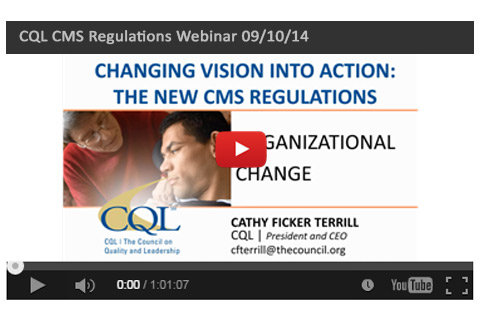 CQL CMS Regulations Webinar 09/10/14
CHANGING VISION INTO ACTION:
THE NEW CMS REGULATIONS
RGANIZATIONAL
CHANGE
CQL
CQL | The Council on
Quality and Leadership
CATHY FICKER TERRILL
CQL | President and CEO
cfterrill@thecouncil.org
0:00 / 1:01:07
YouTube